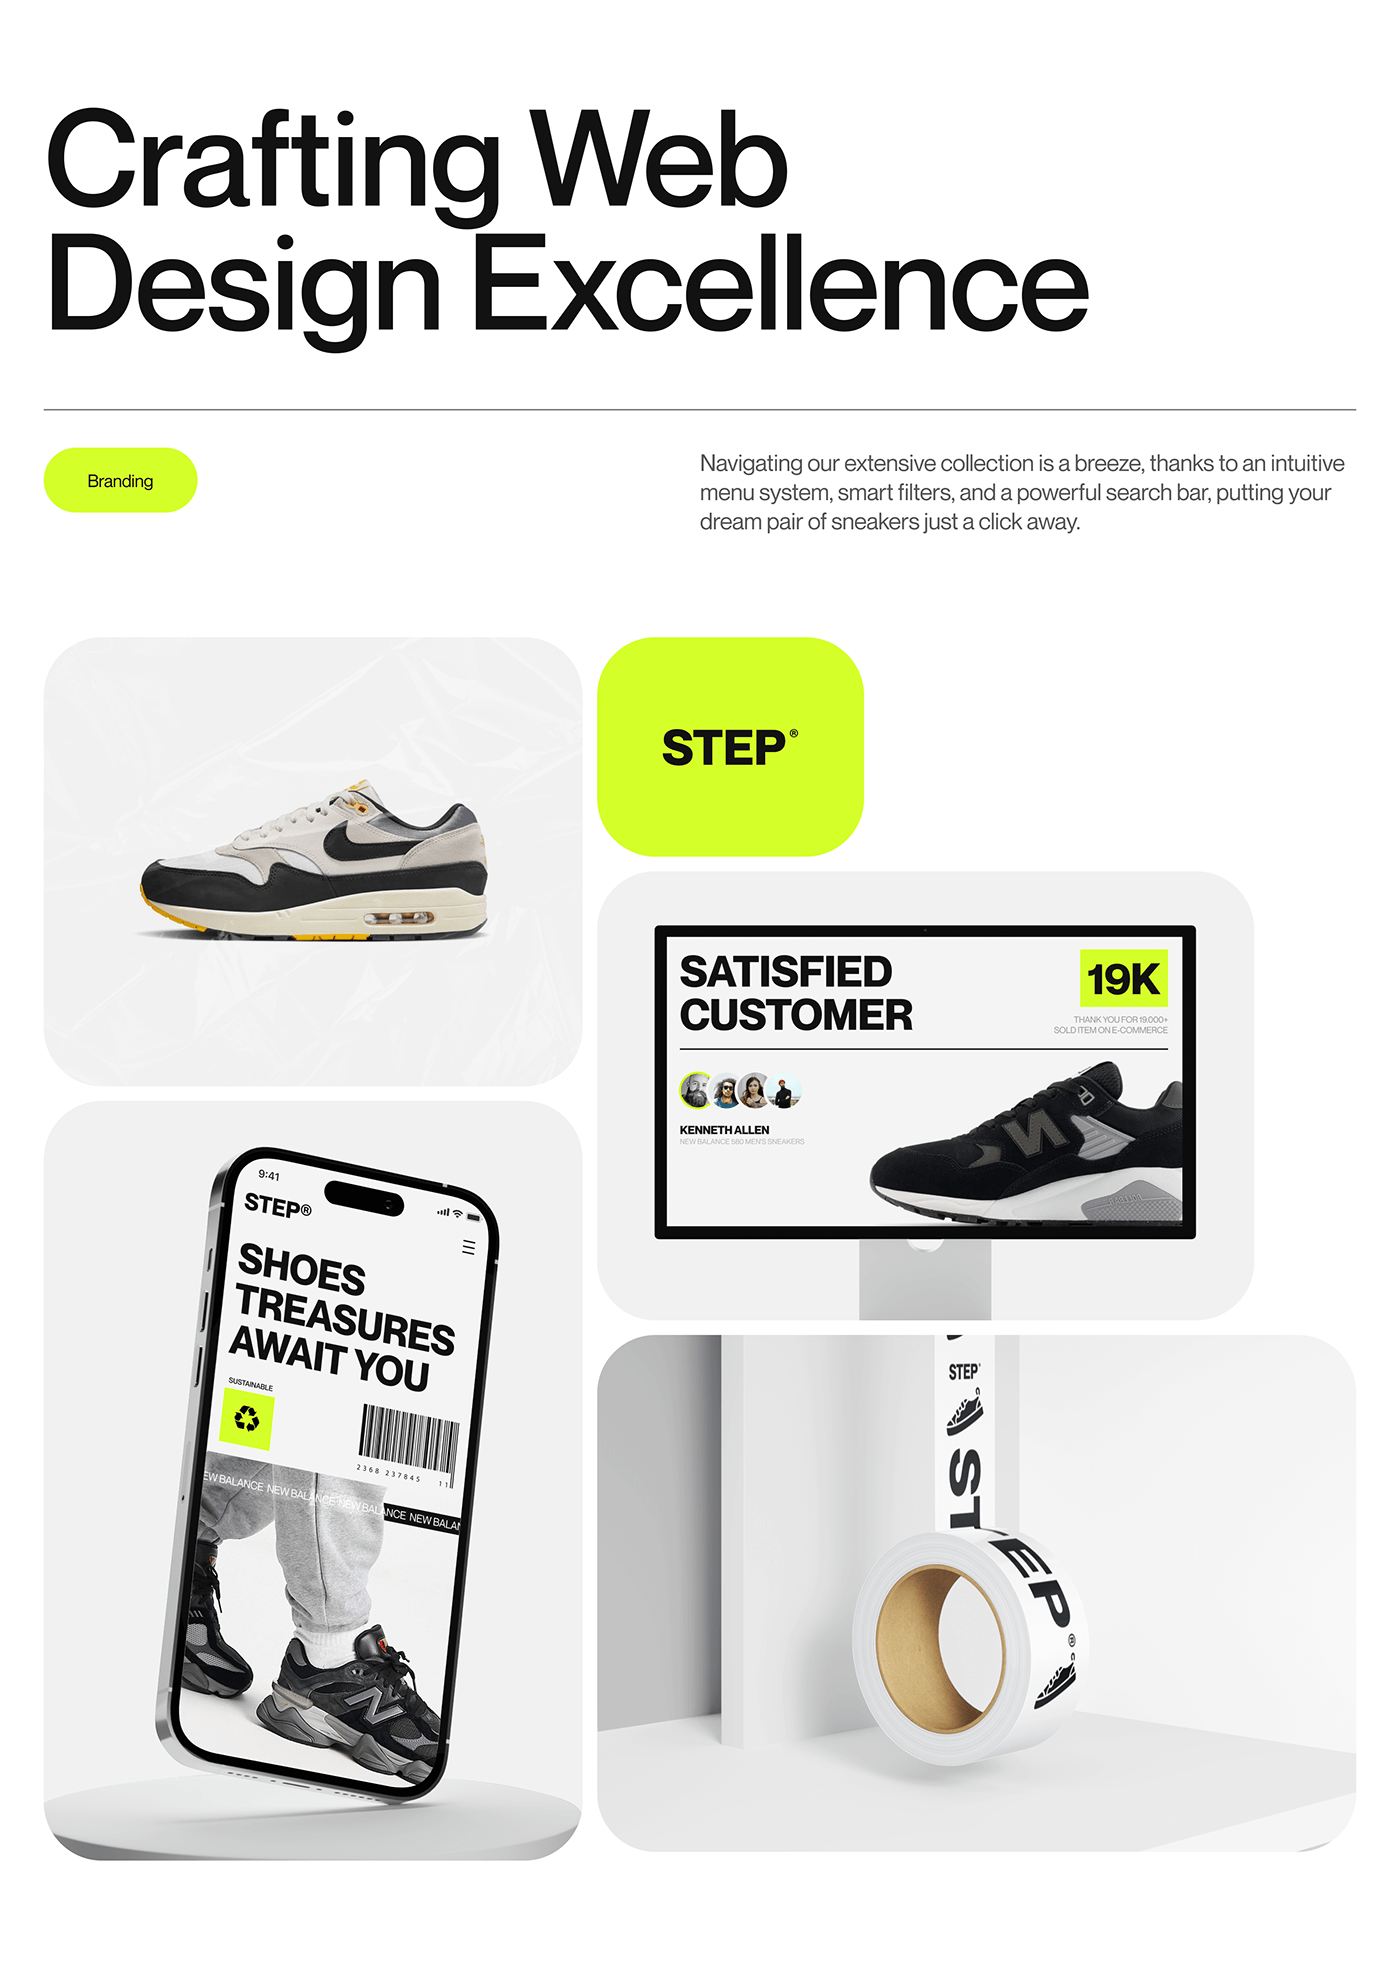 Crafting Web
Design Excellence
Branding
Navigating our extensive collection is a breeze, thanks to an intuitive
menu system, smart filters, and a powerful search bar, putting your
dream pair of sneakers just a click away.
STEP®
SATISFIED
CUSTOMER
19K
THANK YOU FOR 19.000+
SOLD ITEM ON E-COMMERCE
KENNETH ALLEN
NEW BALANCE 580 MEN'S SNEAKERS
9:41
STEP®
SHOES
TREASURES
AWAIT YOU
SUSTAINABLE
2368 237845 11
EW BALANCE NEW BALANCE NEW BALANCE NEW BALAN
N
STEP
STEP®